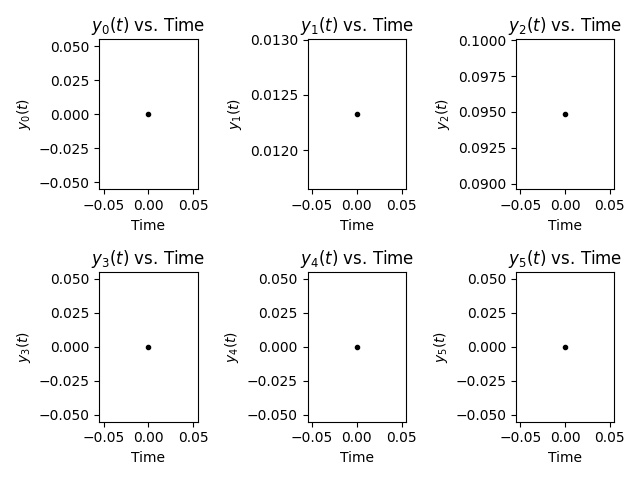 y₀(t) vs. Time
y₁(t) vs. Time
y₂(t) vs. Time
0.050
0.025
0.000
−0.025
−0.050
y₀(t)
−0.05 0.00 0.05
Time
0.0130
0.0125
0.0120
y₁(t)
−0.05 0.00 0.05
Time
0.1000
0.0975
0.0950
0.0925
0.0900
y₂(t)
−0.05 0.00 0.05
Time
y₃(t) vs. Time
y₄(t) vs. Time
y₅(t) vs. Time
0.050
0.025
0.000
−0.025
−0.050
y₃(t)
−0.05 0.00 0.05
Time
0.050
0.025
0.000
−0.025
−0.050
y₄(t)
−0.05 0.00 0.05
Time
0.050
0.025
0.000
−0.025
−0.050
y₅(t)
−0.05 0.00 0.05
Time